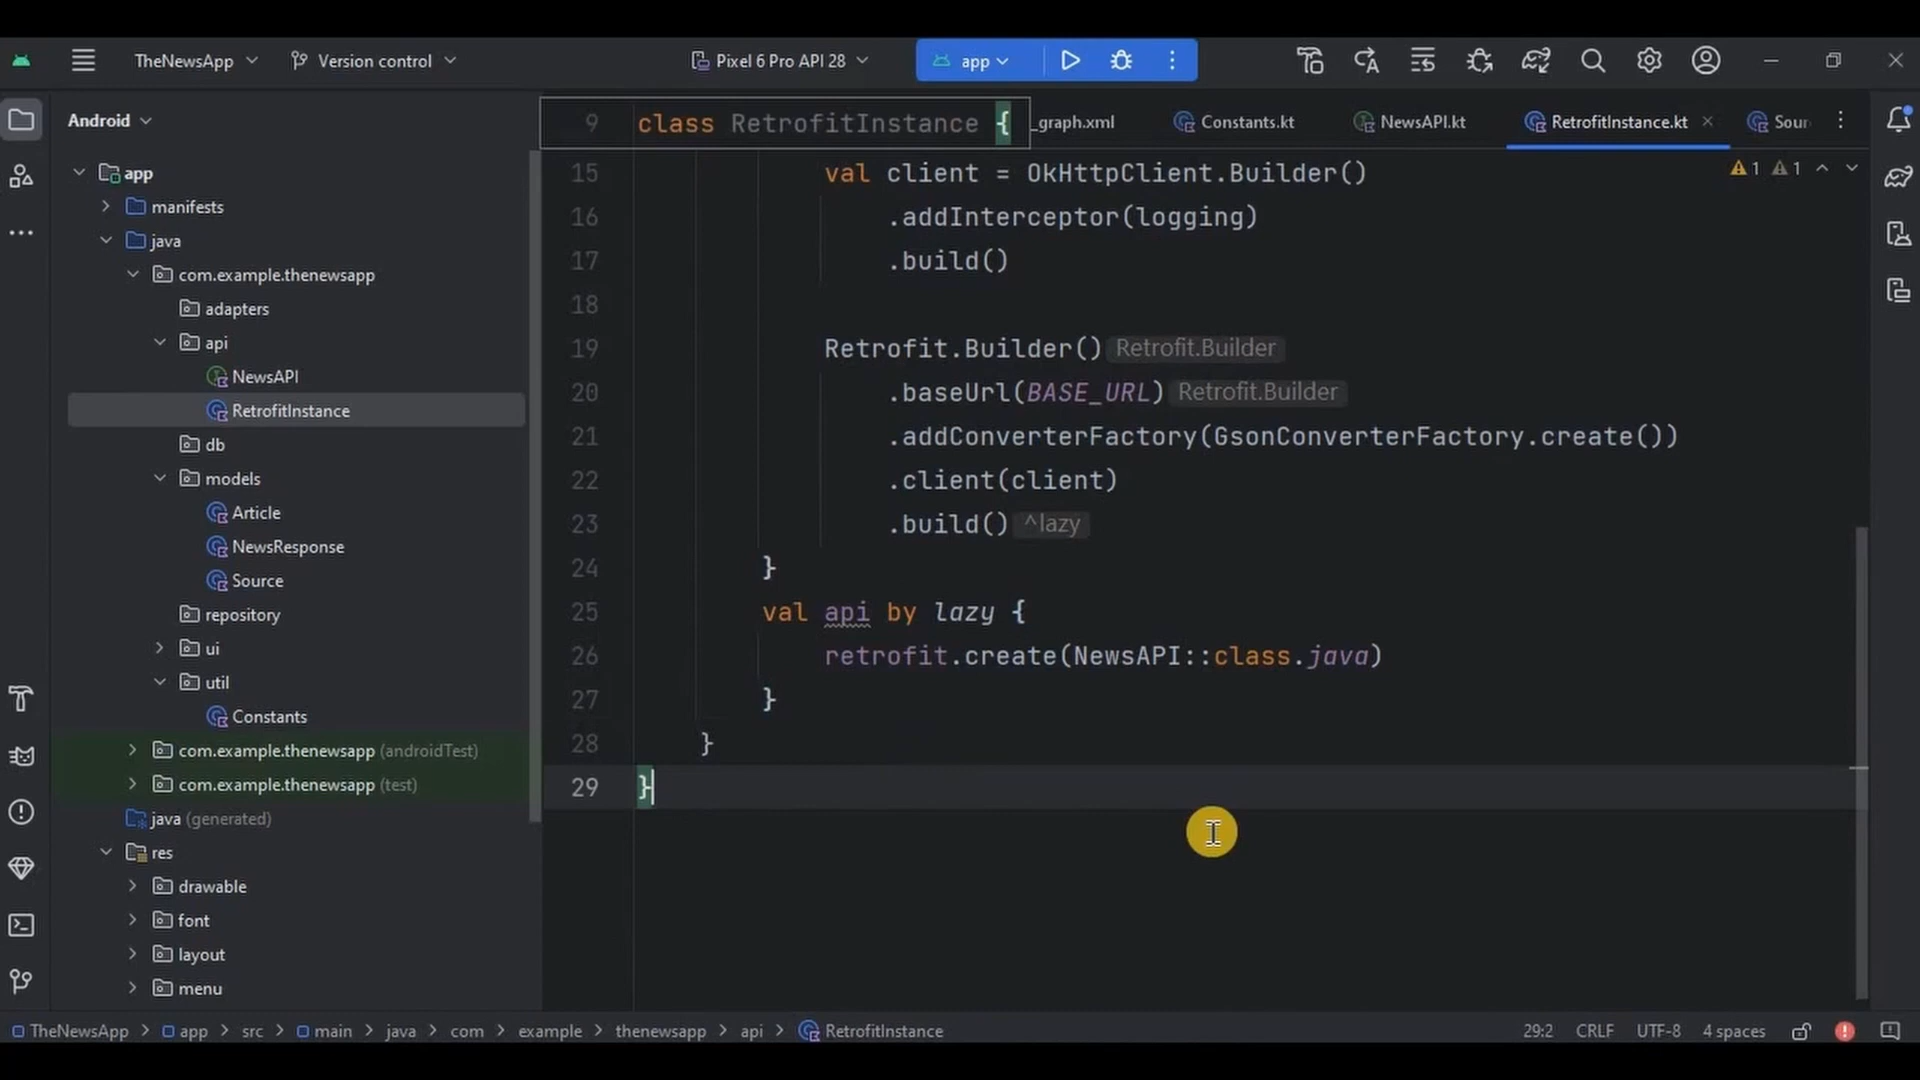 TheNewsApp
Version control
Pixel 6 Pro API 28
app
Android
9 class RetrofitInstance {
_graph.xml
Constants.kt
NewsAPI.kt
RetrofitInstance.kt
Sour
app
manifests
java
com.example.thenewsapp
adapters
api
NewsAPI
RetrofitInstance
db
models
Article
NewsResponse
Source
repository
ui
util
Constants
com.example.thenewsapp (androidTest)
com.example.thenewsapp (test)
java (generated)
res
drawable
font
layout
menu
1 1
15 val client = OkHttpClient.Builder()
16 .addInterceptor(logging)
17 .build()
18
19 Retrofit.Builder() Retrofit.Builder
20 .baseUrl(BASE_URL) Retrofit.Builder
21 .addConverterFactory(GsonConverterFactory.create())
22 .client(client)
23 .build() ^lazy
24 }
25 val api by lazy {
26 retrofit.create(NewsAPI::class.java)
27 }
28 }
29 }
TheNewsApp > app > src > main > java > com > example > thenewsapp > api > RetrofitInstance
29:2 CRLF UTF-8 4 spaces